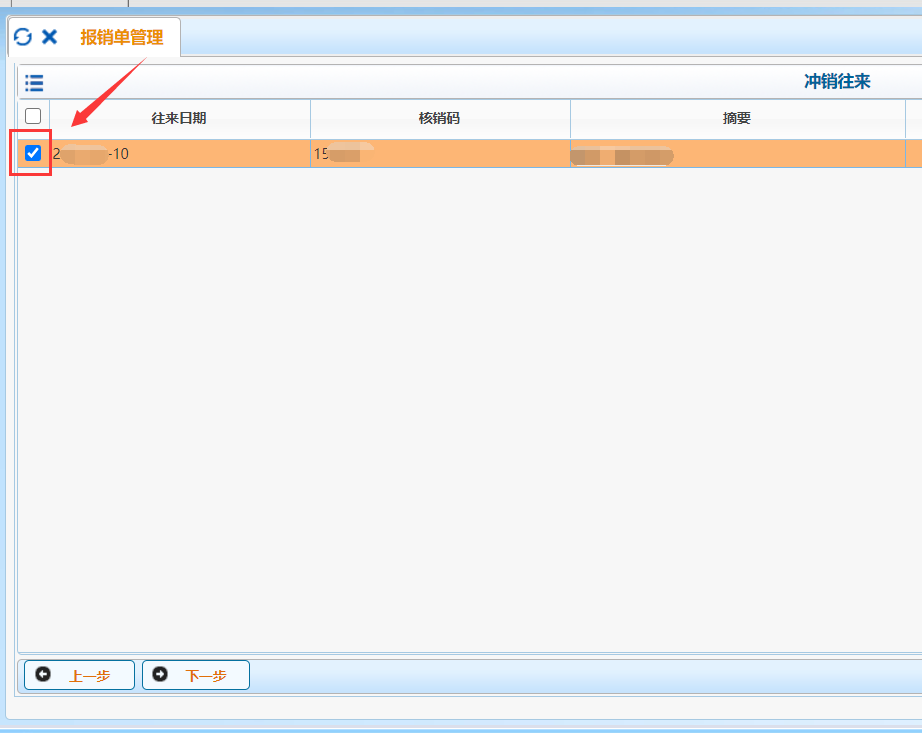 报销单管理
冲销往来
往来日期 核销码 摘要
2 -10 15
上一步 下一步